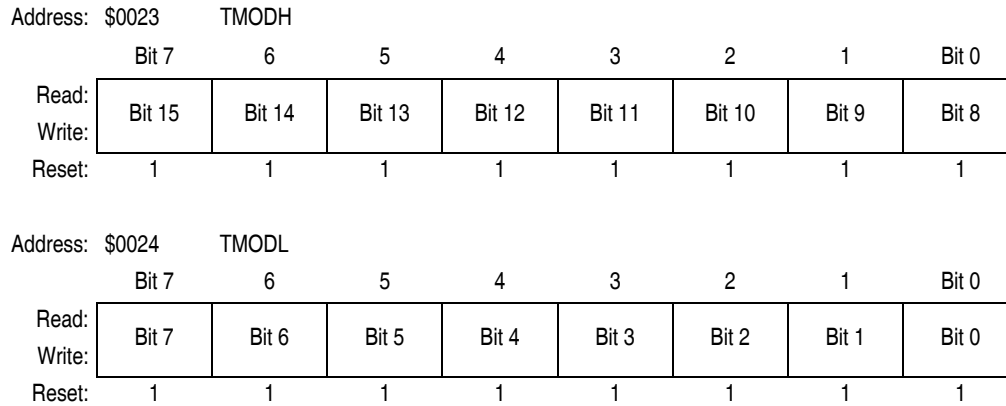 Address: $0023 TMODH
Bit 7 6 5 4 3 2 1 Bit 0
Read:
Bit 15 Bit 14 Bit 13 Bit 12 Bit 11 Bit 10 Bit 9 Bit 8
Write:
Reset: 1 1 1 1 1 1 1 1
Address: $0024 TMODL
Bit 7 6 5 4 3 2 1 Bit 0
Read:
Bit 7 Bit 6 Bit 5 Bit 4 Bit 3 Bit 2 Bit 1 Bit 0
Write:
Reset: 1 1 1 1 1 1 1 1